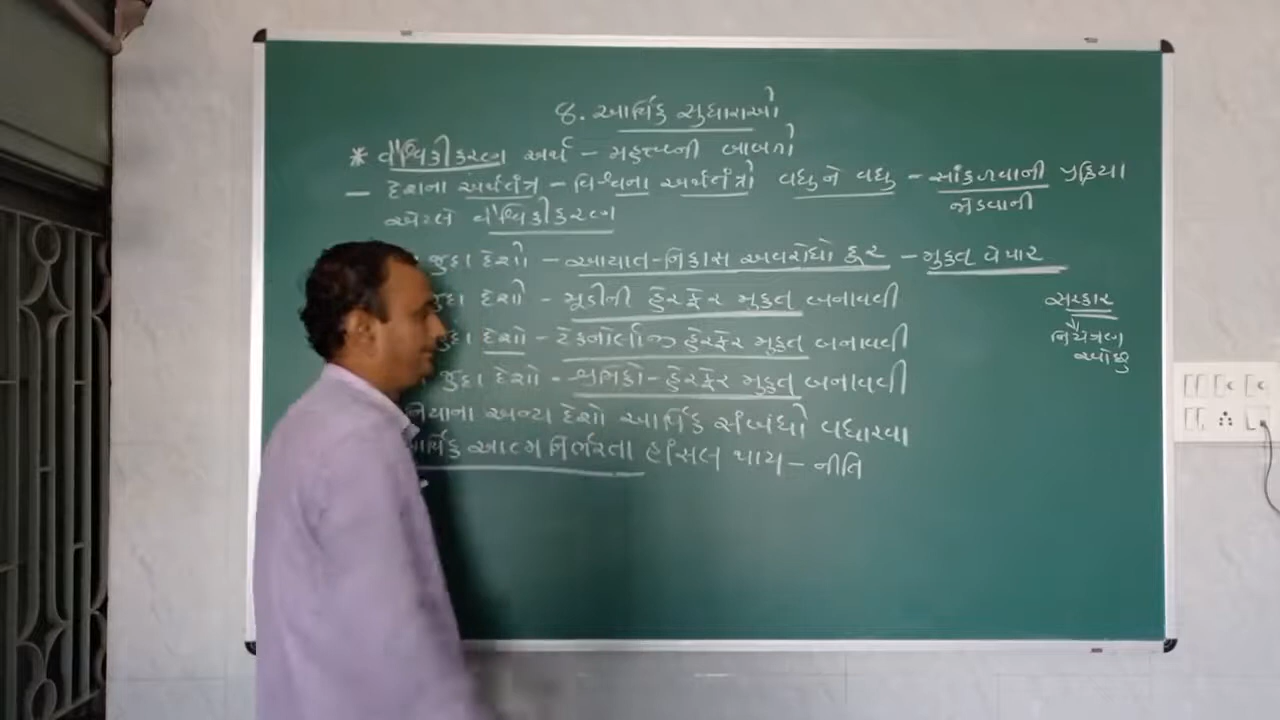 8. આર્થિક સુધારાઓ
* વૈશ્વિકીકરણ અર્થ - મહત્ત્વની બાબતો
- દેશના અર્થતંત્ર - વિશ્વના અર્થતંત્રો વધુ ને વધુ - સાંકળવાની પ્રક્રિયા
જોડવાની
એટલે વૈશ્વિકીકરણ
જુદા દેશો - આયાત-નિકાસ અવરોધો દૂર - મુક્ત વેપાર
જુદા દેશો - મૂડીની હેરફેર મુક્ત બનાવવી
જુદા દેશો - ટેકનોલૉજી હેરફેર મુક્ત બનાવવી
જુદા દેશો - શ્રમિકો - હેરફેર મુક્ત બનાવવી
નિયાના અન્ય દેશો આર્થિક સંબંધો વધારવા
આર્થિક આત્મનિર્ભરતા હાંસલ થાય - નીતિ
સરકાર
નિયંત્રણ
ઓછુ